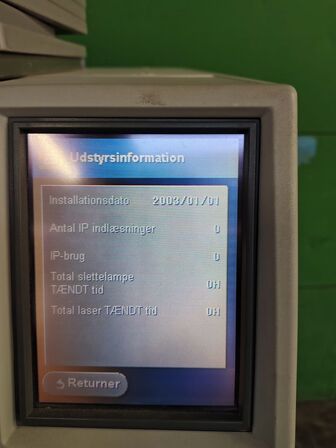 Udstyrsinformation
Installationsdato 2003/01/01
Antal IP indlæsninger 0
IP-brug 0
Total slettelampe
TÆNDT tid 0H
Total laser TÆNDT tid 0H
Returner